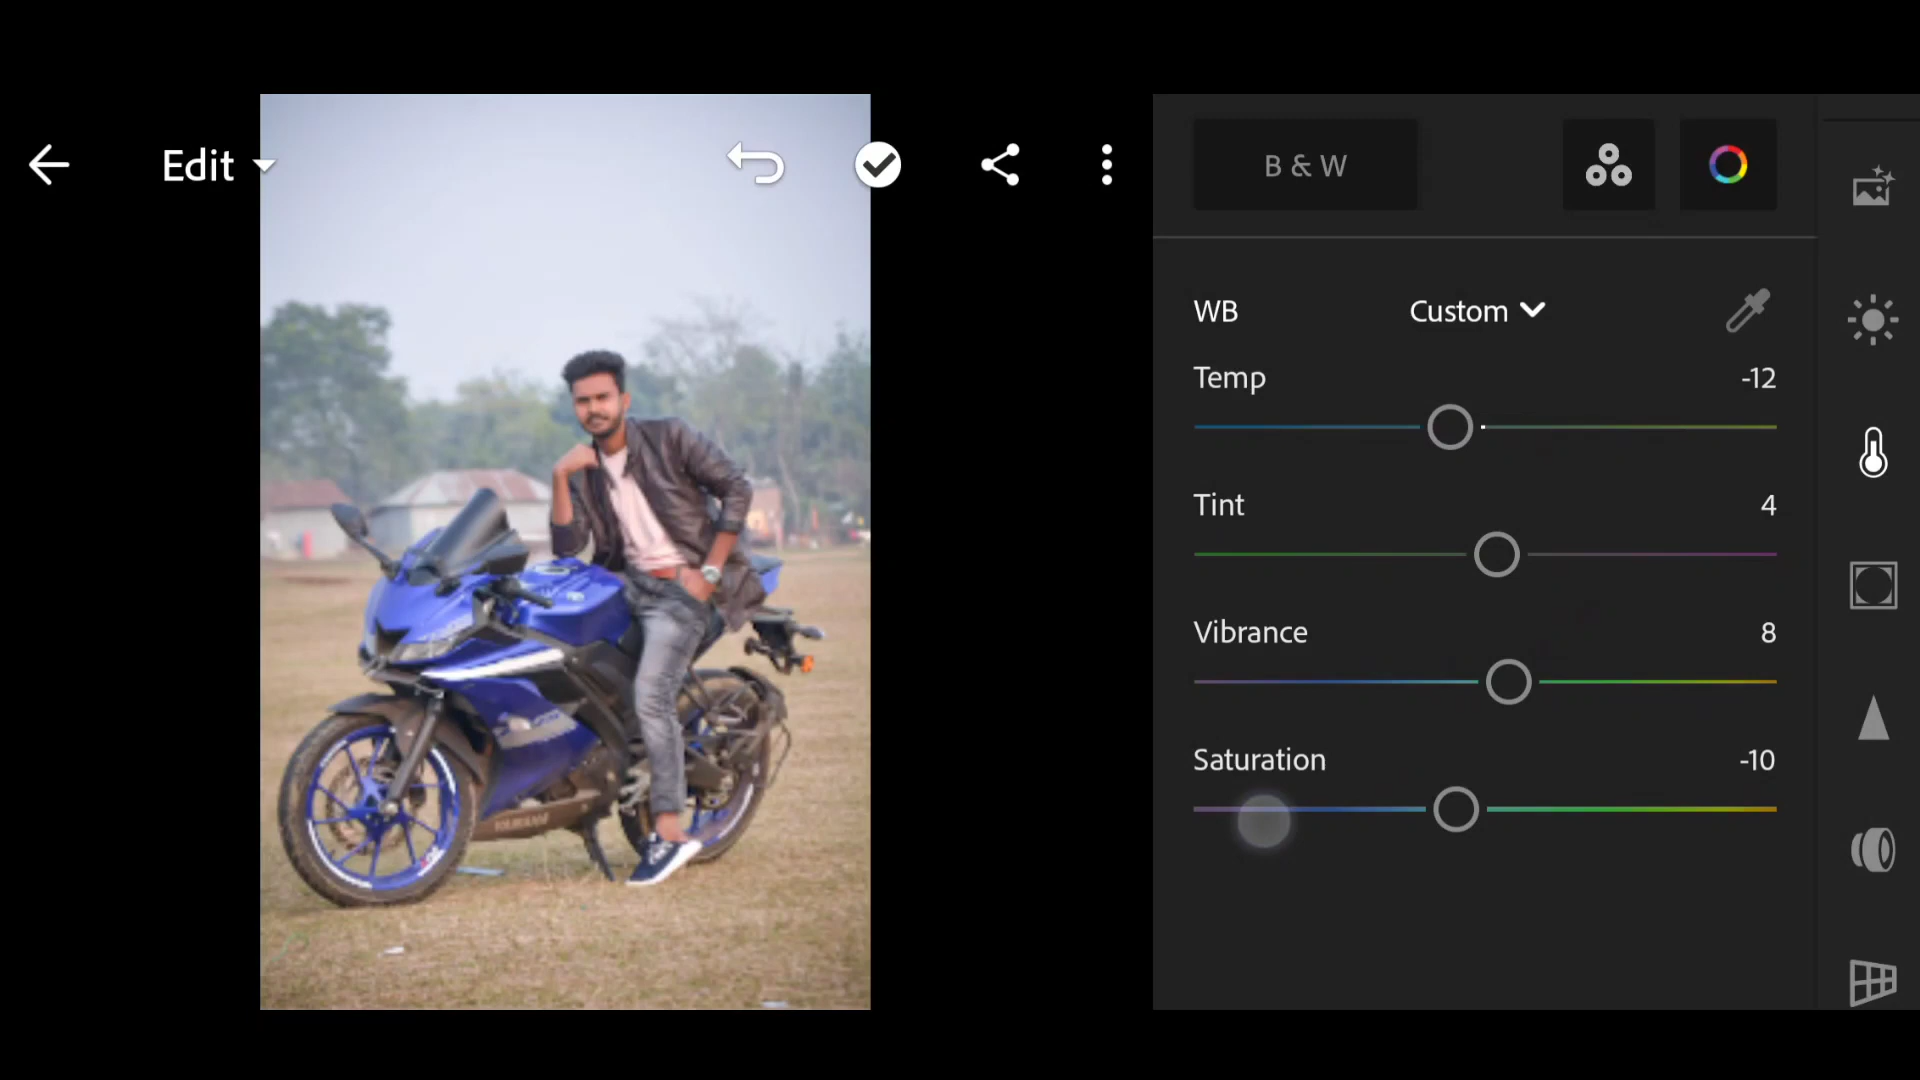 Edit
B & W
WB Custom
Temp -12
Tint 4
Vibrance 8
Saturation -10